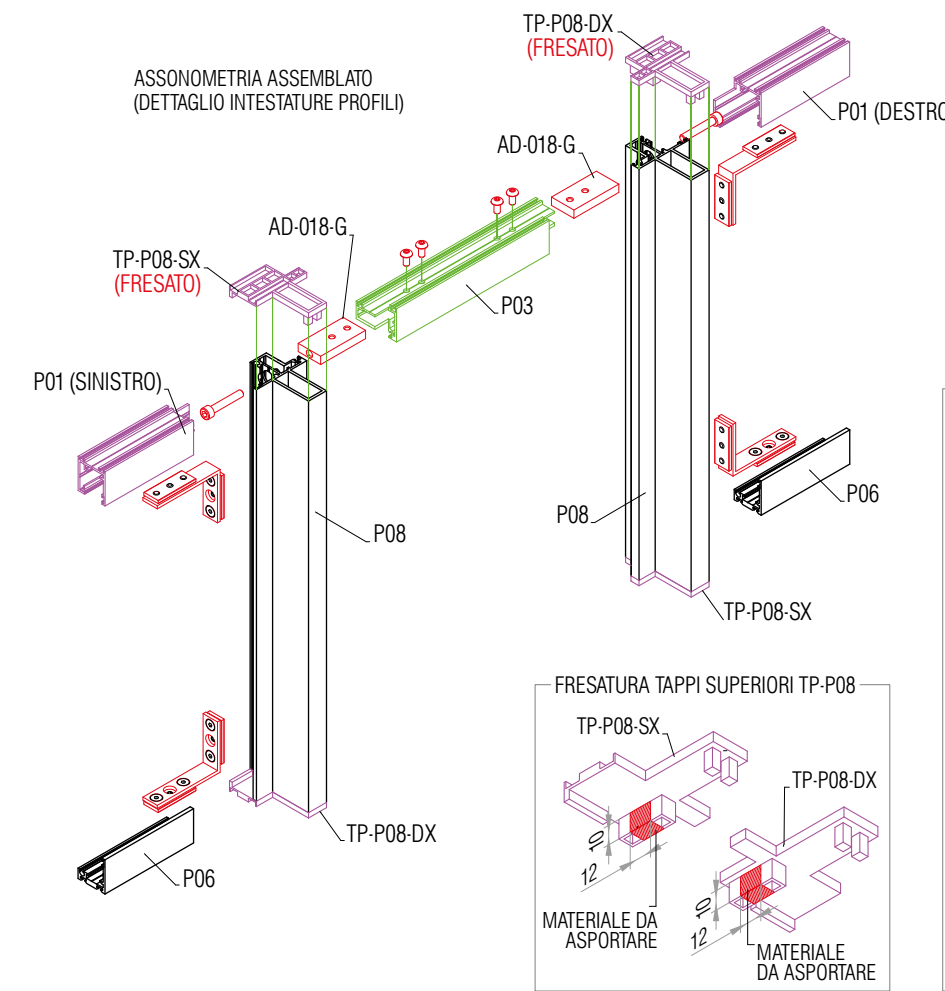 TP-P08-DX
(FRESATO)
ASSONOMETRIA ASSEMBLATO
(DETTAGLIO INTESTATURE PROFILI)
P01 (DESTRO
AD-018-G
AD-018-G
TP-P08-SX
(FRESATO)
P03
P01 (SINISTRO)
P06
P08
P08
TP-P08-SX
FRESATURA TAPPI SUPERIORI TP-P08
TP-P08-SX
TP-P08-DX
TP-P08-DX
10
12
P06
10
12
MATERIALE DA
ASPORTARE
MATERIALE
DA ASPORTARE